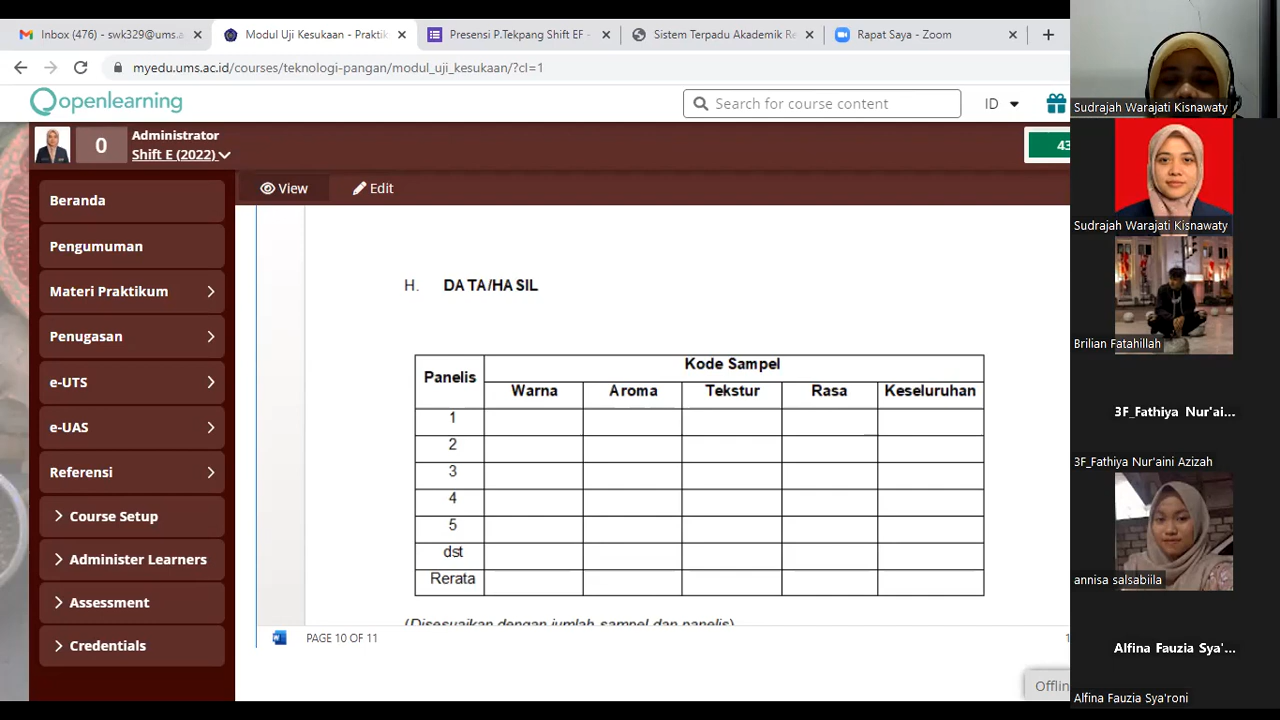 Inbox (476) - swk329@ums.a
Modul Uji Kesukaan - Praktik
Presensi P.Tekpang Shift EF -
Sistem Terpadu Akademik Re
Rapat Saya - Zoom
myedu.ums.ac.id/courses/teknologi-pangan/modul_uji_kesukaan/?cl=1
openlearning
Search for course content
ID
0
Administrator
Shift E (2022)
43
View
Edit
Beranda
Pengumuman
Materi Praktikum
Penugasan
e-UTS
e-UAS
Referensi
Course Setup
Administer Learners
Assessment
Credentials
H. DATA/HASIL
Panelis
Kode Sampel
Warna Aroma Tekstur Rasa Keseluruhan
1
2
3
4
5
dst
Rerata
(Disesuaikan dengan jumlah sampel dan panelis)
PAGE 10 OF 11
1
Offlin
Sudrajah Warajati Kisnawaty
Sudrajah Warajati Kisnawaty
Brilian Fatahillah
3F_Fathiya Nur'ai...
3F_Fathiya Nur'aini Azizah
annisa salsabiila
Alfina Fauzia Sya'...
Alfina Fauzia Sya'roni